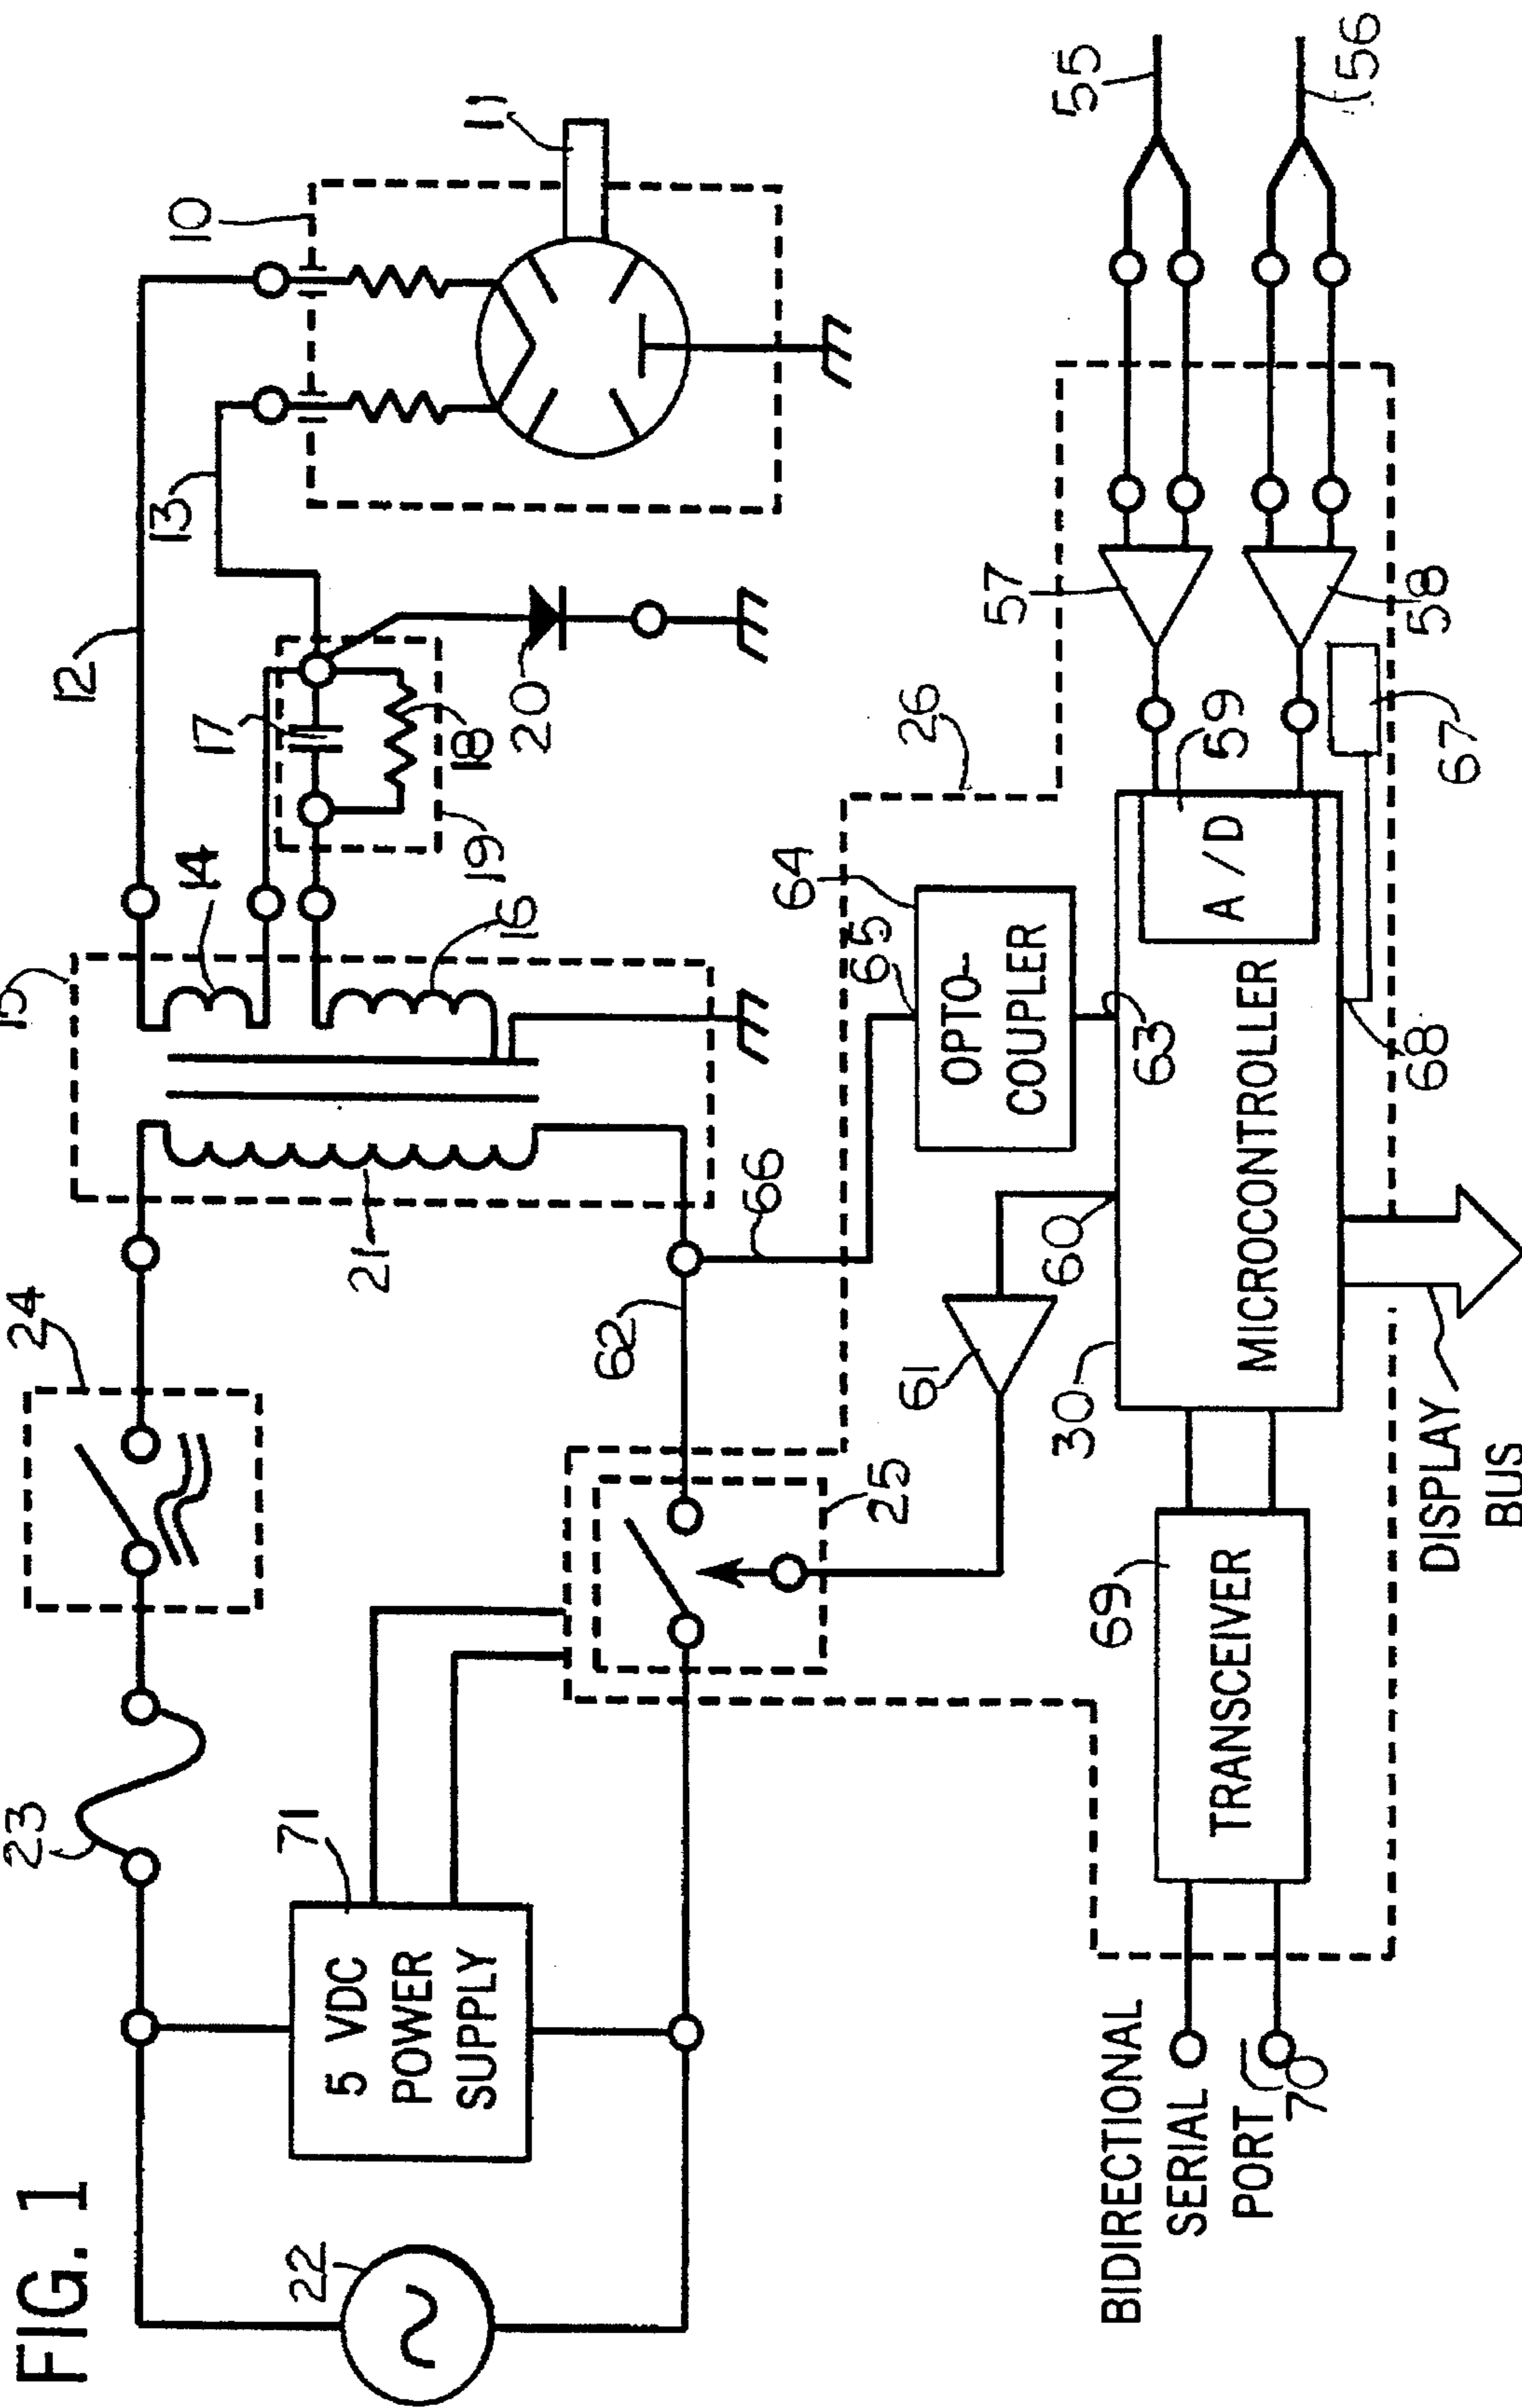 FIG. 1
22
23
71
5 VDC
POWER
SUPPLY
24
25
62
66
21
15
14
16
17
18
19
20
12
13
10
11
26
64
65
OPTO-
COUPLER
63
60
61
30
MICROCONTROLLER
A/D
59
57
58
55
56
67
68
69
TRANSCEIVER
BIDIRECTIONAL
SERIAL
PORT
70
DISPLAY
BUS